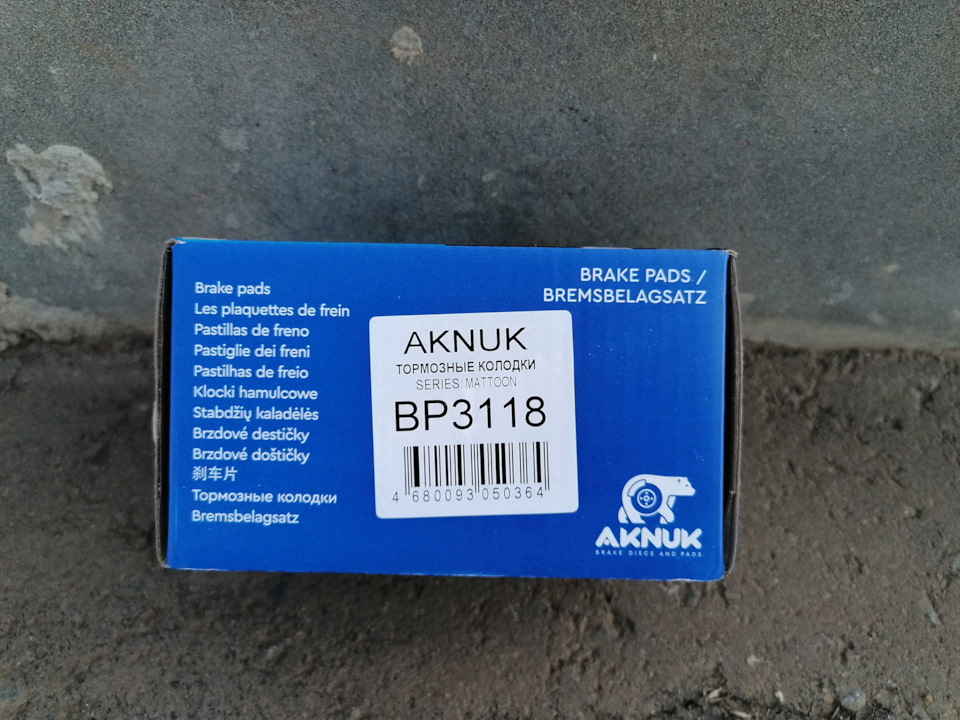 Brake pads
Les plaquettes de frein
Pastillas de freno
Pastiglie dei freni
Pastilhas de freio
Klocki hamulcowe
Stabdžių kaladėlės
Brzdové destičky
Brzdové doštičky
刹车片
Тормозные колодки
Bremsbelagsatz
AKNUK
ТОРМОЗНЫЕ КОЛОДКИ
SERIES: MATTOON
BP3118
4 680093 050364
BRAKE PADS /
BREMSBELAGSATZ
AKNUK
BRAKE DISCS AND PADS